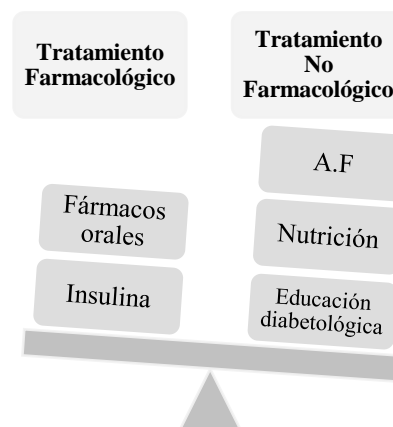 Tratamiento
Farmacológico
Tratamiento
No
Farmacológico
Fármacos
orales
Insulina
A.F
Nutrición
Educación
diabetológica